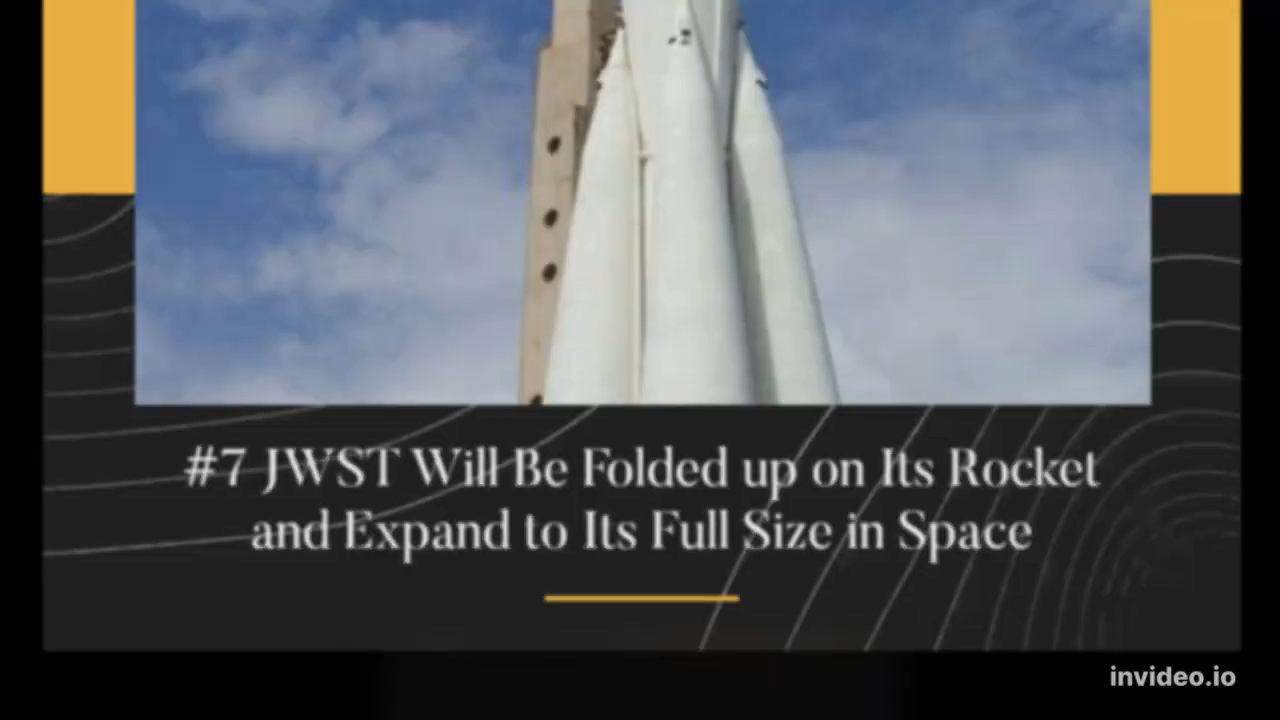 #7 JWST Will Be Folded up on Its Rocket
and Expand to Its Full Size in Space
invideo.io